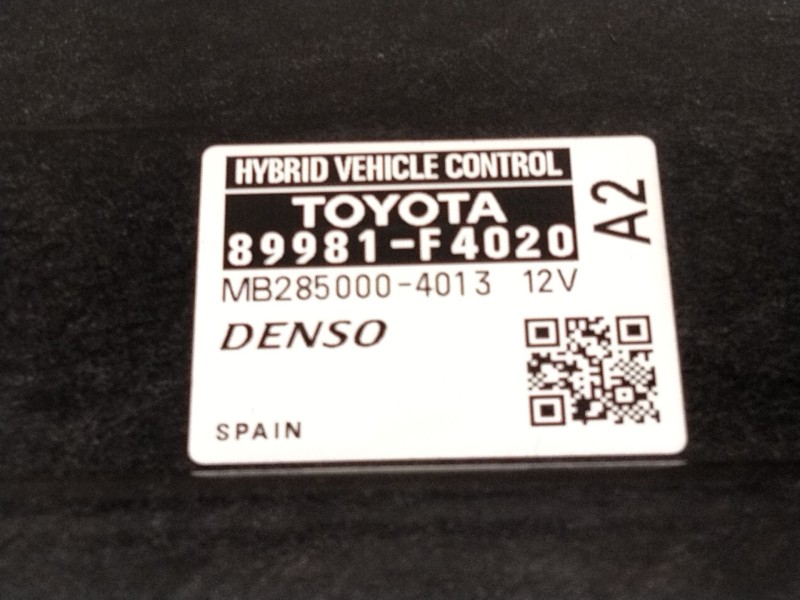 HYBRID VEHICLE CONTROL
TOYOTA
89981-F4020
A2
MB285000-4013 12V
DENSO
SPAIN